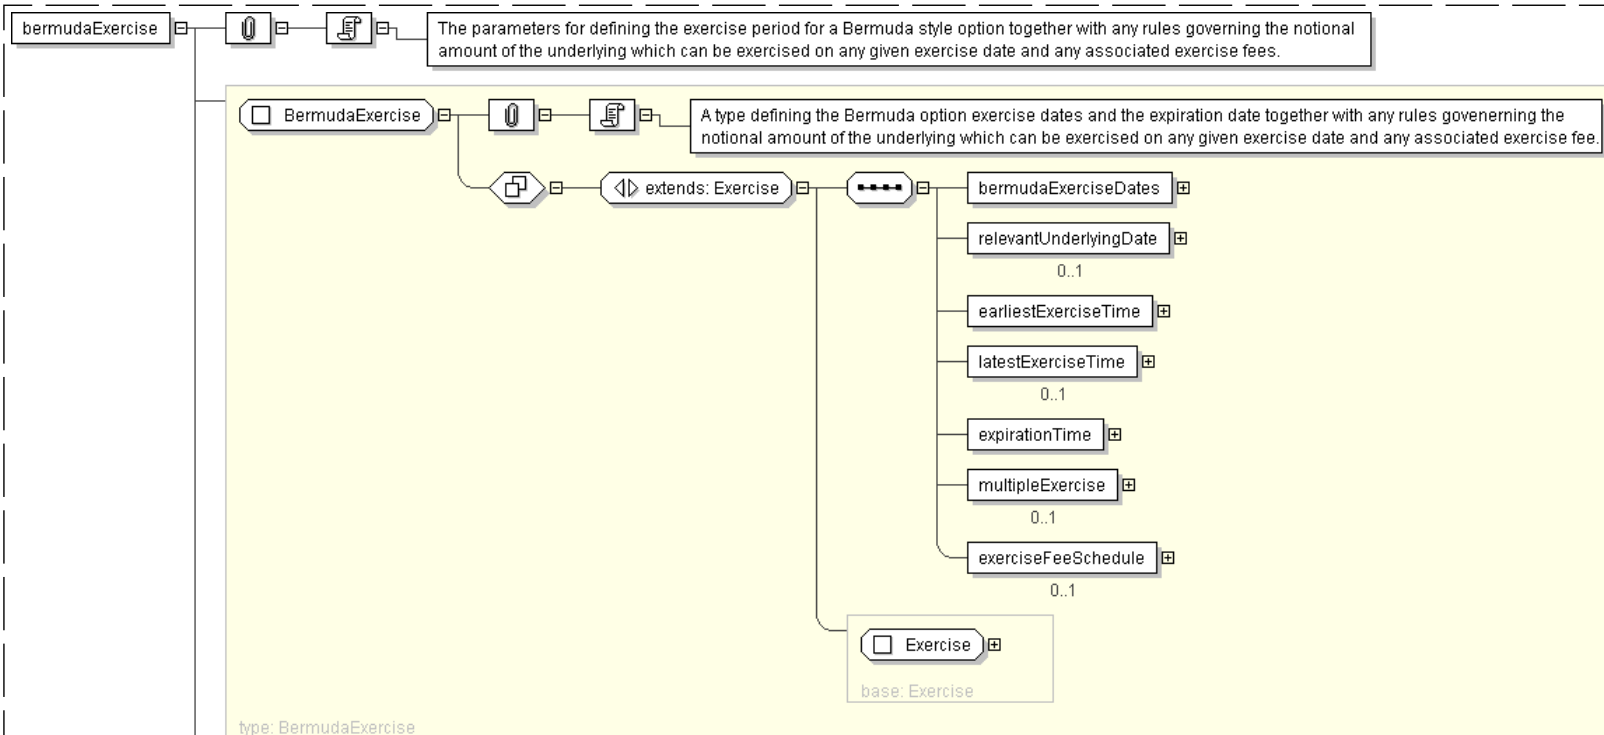 bermudaExercise
The parameters for defining the exercise period for a Bermuda style option together with any rules governing the notional
amount of the underlying which can be exercised on any given exercise date and any associated exercise fees.
BermudaExercise
A type defining the Bermuda option exercise dates and the expiration date together with any rules govenerning the
notional amount of the underlying which can be exercised on any given exercise date and any associated exercise fee.
extends: Exercise
bermudaExerciseDates
relevantUnderlyingDate
0..1
earliestExerciseTime
latestExerciseTime
0..1
expirationTime
multipleExercise
0..1
exerciseFeeSchedule
0..1
Exercise
base: Exercise
type: BermudaExercise